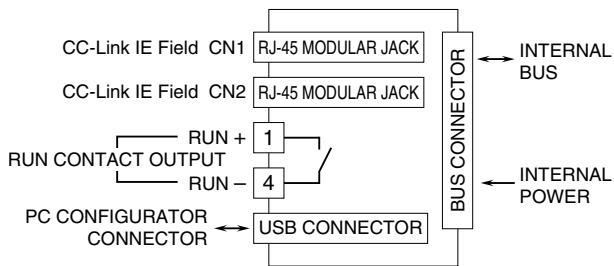 CC-Link IE Field CN1 RJ-45 MODULAR JACK
INTERNAL
BUS
CC-Link IE Field CN2 RJ-45 MODULAR JACK
BUS CONNECTOR
RUN + 1
RUN CONTACT OUTPUT
RUN − 4
INTERNAL
POWER
PC CONFIGURATOR
CONNECTOR
USB CONNECTOR